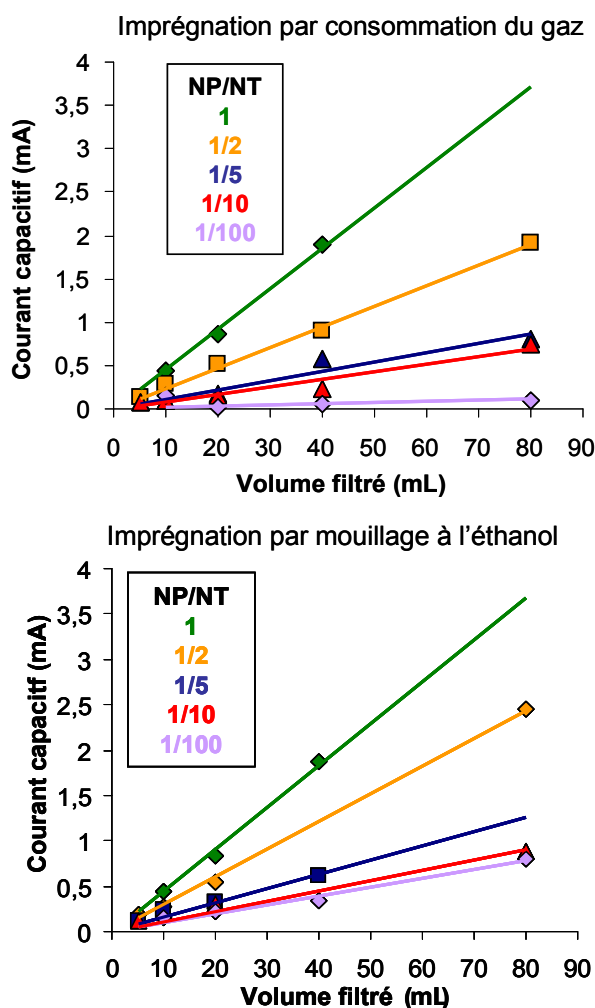 Imprégnation par consommation du gaz
Courant capacitif (mA)
4
3,5
3
2,5
2
1,5
1
0,5
0
NP/NT
1
1/2
1/5
1/10
1/100
0 10 20 30 40 50 60 70 80 90
Volume filtré (mL)
Imprégnation par mouillage à l'éthanol
Courant capacitf (mA)
4
3,5
3
2,5
2
1,5
1
0,5
0
NP/NT
1
1/2
1/5
1/10
1/100
0 10 20 30 40 50 60 70 80 90
Volume filtré (mL)